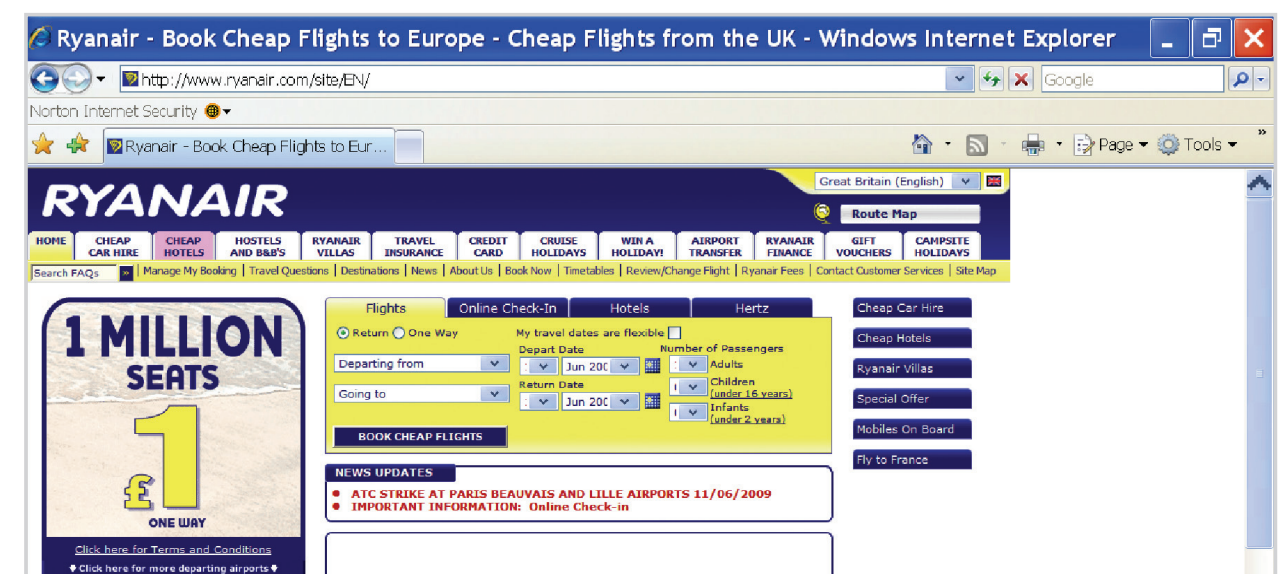 Ryanair - Book Cheap Flights to Europe - Cheap Flights from the UK - Windows Internet Explorer
http://www.ryanair.com/site/EN/
Google
Norton Internet Security
Ryanair - Book Cheap Flights to Eur...
Page
Tools
RYANAIR
Great Britain (English)
Route Map
HOME
CHEAP CAR HIRE
CHEAP HOTELS
HOSTELS AND B&B'S
RYANAIR VILLAS
TRAVEL INSURANCE
CREDIT CARD
CRUISE HOLIDAYS
WIN A HOLIDAY!
AIRPORT TRANSFER
RYANAIR FINANCE
GIFT VOUCHERS
CAMPSITE HOLIDAYS
Search FAQs | Manage My Booking | Travel Questions | Destinations | News | About Us | Book Now | Timetables | Review/Change Flight | Ryanair Fees | Contact Customer Services | Site Map
1 MILLION
SEATS
£1
ONE WAY
Click here for Terms and Conditions
Click here for more departing airports
Flights
Online Check-In
Hotels
Hertz
Return
One Way
My travel dates are flexible
Departing from
Going to
Depart Date
Jun 200
Return Date
Jun 200
Number of Passengers
Adults
Children
(under 16 years)
Infants
(under 2 years)
BOOK CHEAP FLIGHTS
NEWS UPDATES
ATC STRIKE AT PARIS BEAUVAIS AND LILLE AIRPORTS 11/06/2009
IMPORTANT INFORMATION: Online Check-in
Cheap Car Hire
Cheap Hotels
Ryanair Villas
Special Offer
Mobiles On Board
Fly to France